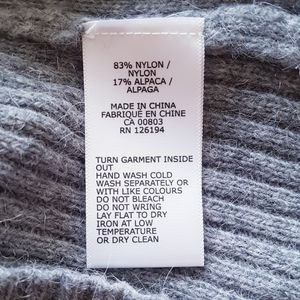 83% NYLON /
NYLON
17% ALPACA /
ALPAGA
MADE IN CHINA
FABRIQUÉ EN CHINE
CA 00803
RN 126194
TURN GARMENT INSIDE
OUT
HAND WASH COLD
WASH SEPARATELY OR
WITH LIKE COLOURS
DO NOT BLEACH
DO NOT WRING
LAY FLAT TO DRY
IRON AT LOW
TEMPERATURE
OR DRY CLEAN